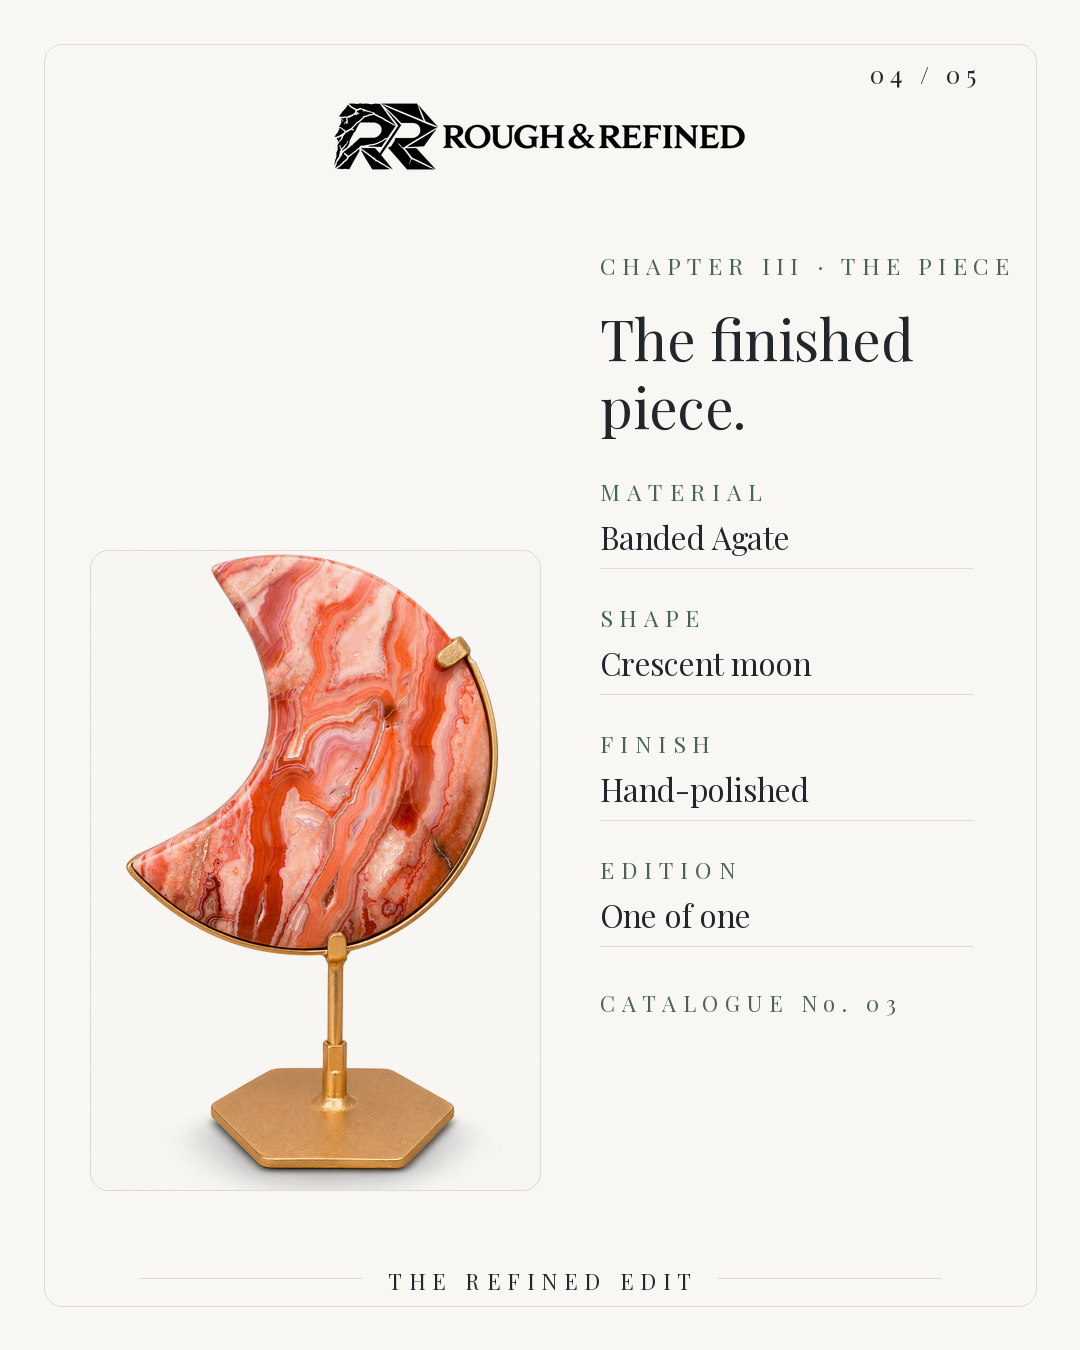 04 / 05
RR ROUGH & REFINED
CHAPTER III · THE PIECE
The finished
piece.
MATERIAL
Banded Agate
SHAPE
Crescent moon
FINISH
Hand-polished
EDITION
One of one
CATALOGUE No. 03
THE REFINED EDIT